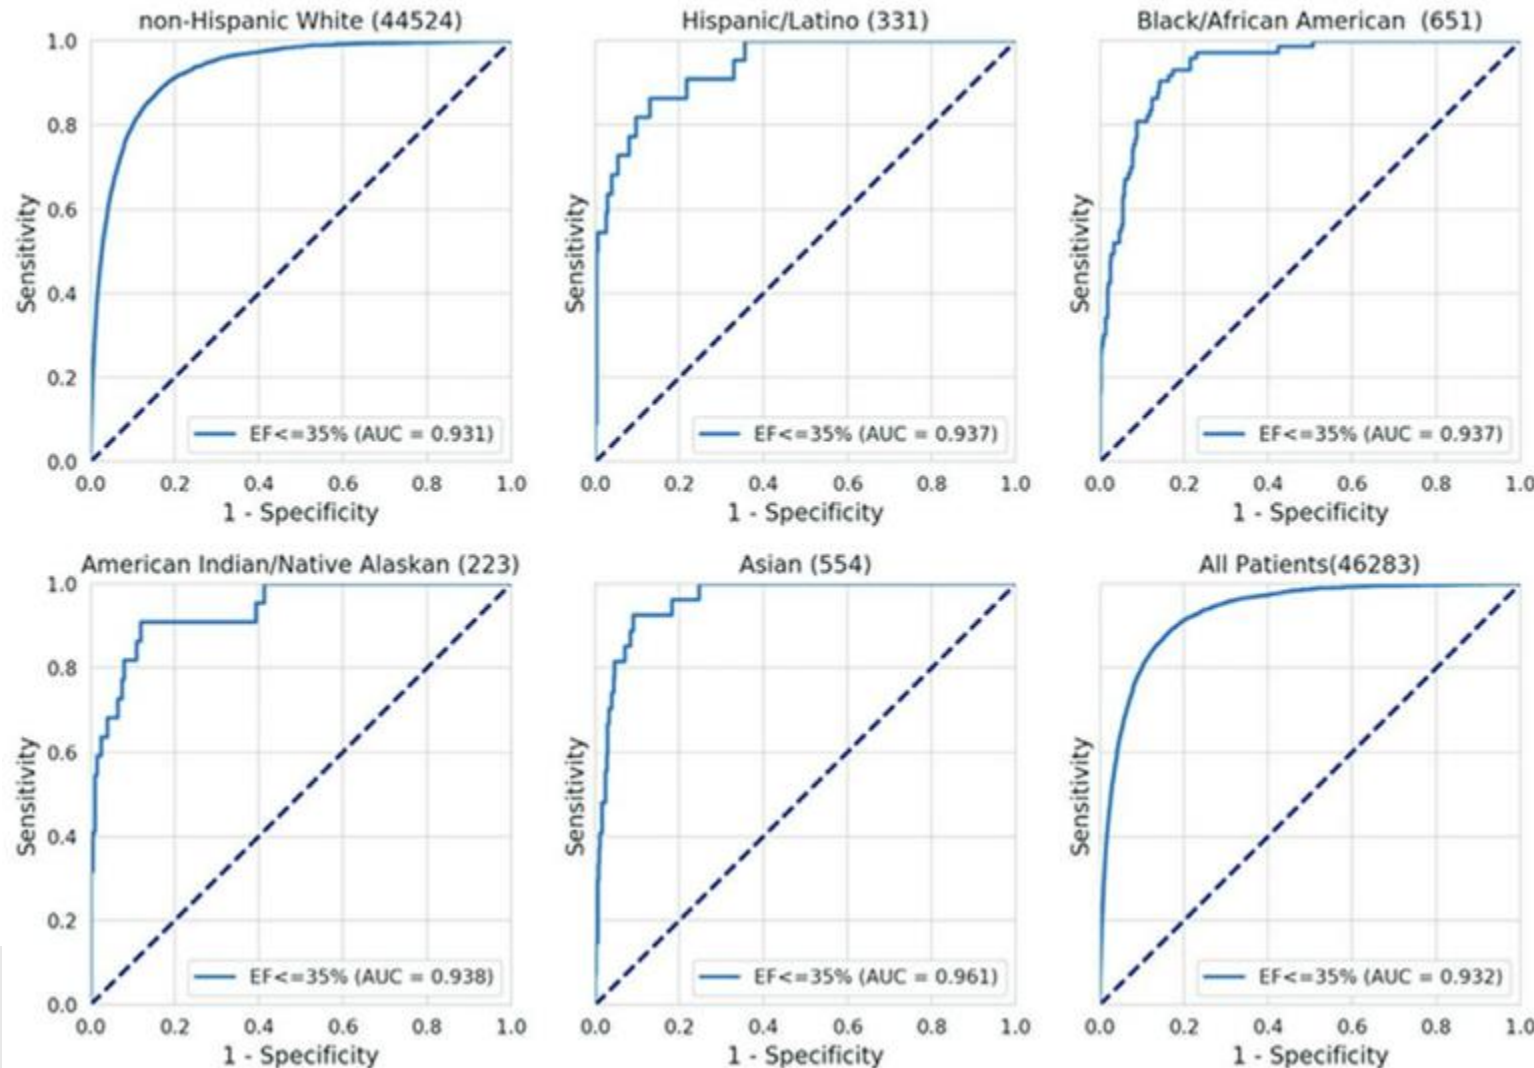 non-Hispanic White (44524)
1.0
0.8
0.6
0.4
0.2
0.0
Sensitivity
EF<=35% (AUC = 0.931)
0.0 0.2 0.4 0.6 0.8 1.0
1 - Specificity
Hispanic/Latino (331)
Sensitivity
EF<=35% (AUC = 0.937)
0.0 0.2 0.4 0.6 0.8 1.0
1 - Specificity
Black/African American (651)
Sensitivity
EF<=35% (AUC = 0.937)
0.0 0.2 0.4 0.6 0.8 1.0
1 - Specificity
American Indian/Native Alaskan (223)
1.0
0.8
0.6
0.4
0.2
0.0
Sensitivity
EF<=35% (AUC = 0.938)
0.0 0.2 0.4 0.6 0.8 1.0
1 - Specificity
Asian (554)
Sensitivity
EF<=35% (AUC = 0.961)
0.0 0.2 0.4 0.6 0.8 1.0
1 - Specificity
All Patients(46283)
Sensitivity
EF<=35% (AUC = 0.932)
0.0 0.2 0.4 0.6 0.8 1.0
1 - Specificity